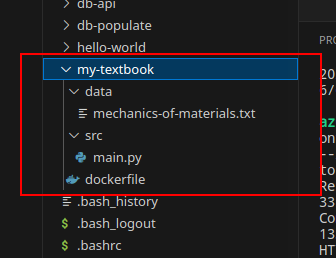 db-api
db-populate
hello-world
my-textbook
data
mechanics-of-materials.txt
src
main.py
dockerfile
.bash_history
$ .bash_logout
$ .bashrc
PRO
20
6/
az
on
--
to
Re
33
Co
13
HT